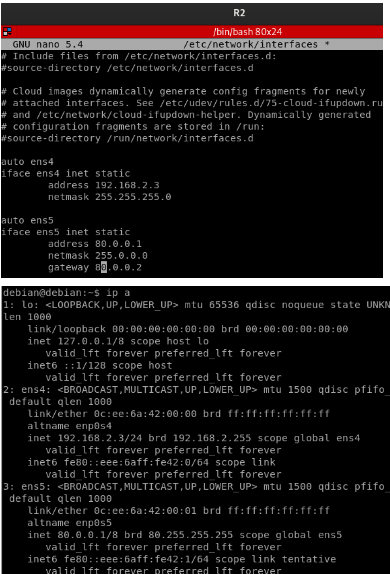 R2
/bin/bash 80x24
GNU nano 5.4 /etc/network/interfaces *
# Include files from /etc/network/interfaces.d:
#source-directory /etc/network/interfaces.d
# Cloud images dynamically generate config fragments for newly
# attached interfaces. See /etc/udev/rules.d/75-cloud-ifupdown.ru
# and /etc/network/cloud-ifupdown-helper. Dynamically generated
# configuration fragments are stored in /run:
#source-directory /run/network/interfaces.d
auto ens4
iface ens4 inet static
address 192.168.2.3
netmask 255.255.255.0
auto ens5
iface ens5 inet static
address 80.0.0.1
netmask 255.0.0.0
gateway 80.0.0.2
debian@debian:~$ ip a
1: lo: <LOOPBACK,UP,LOWER_UP> mtu 65536 qdisc noqueue state UNKN
len 1000
link/loopback 00:00:00:00:00:00 brd 00:00:00:00:00:00
inet 127.0.0.1/8 scope host lo
valid_lft forever preferred_lft forever
inet6 ::1/128 scope host
valid_lft forever preferred_lft forever
2: ens4: <BROADCAST,MULTICAST,UP,LOWER_UP> mtu 1500 qdisc pfifo_
default qlen 1000
link/ether 0c:ee:6a:42:00:00 brd ff:ff:ff:ff:ff:ff
altname enp0s4
inet 192.168.2.3/24 brd 192.168.2.255 scope global ens4
valid_lft forever preferred_lft forever
inet6 fe80::eee:6aff:fe42:0/64 scope link
valid_lft forever preferred_lft forever
3: ens5: <BROADCAST,MULTICAST,UP,LOWER_UP> mtu 1500 qdisc pfifo_
default qlen 1000
link/ether 0c:ee:6a:42:00:01 brd ff:ff:ff:ff:ff:ff
altname enp0s5
inet 80.0.0.1/8 brd 80.255.255.255 scope global ens5
valid_lft forever preferred_lft forever
inet6 fe80::eee:6aff:fe42:1/64 scope link tentative
valid_lft forever preferred_lft forever